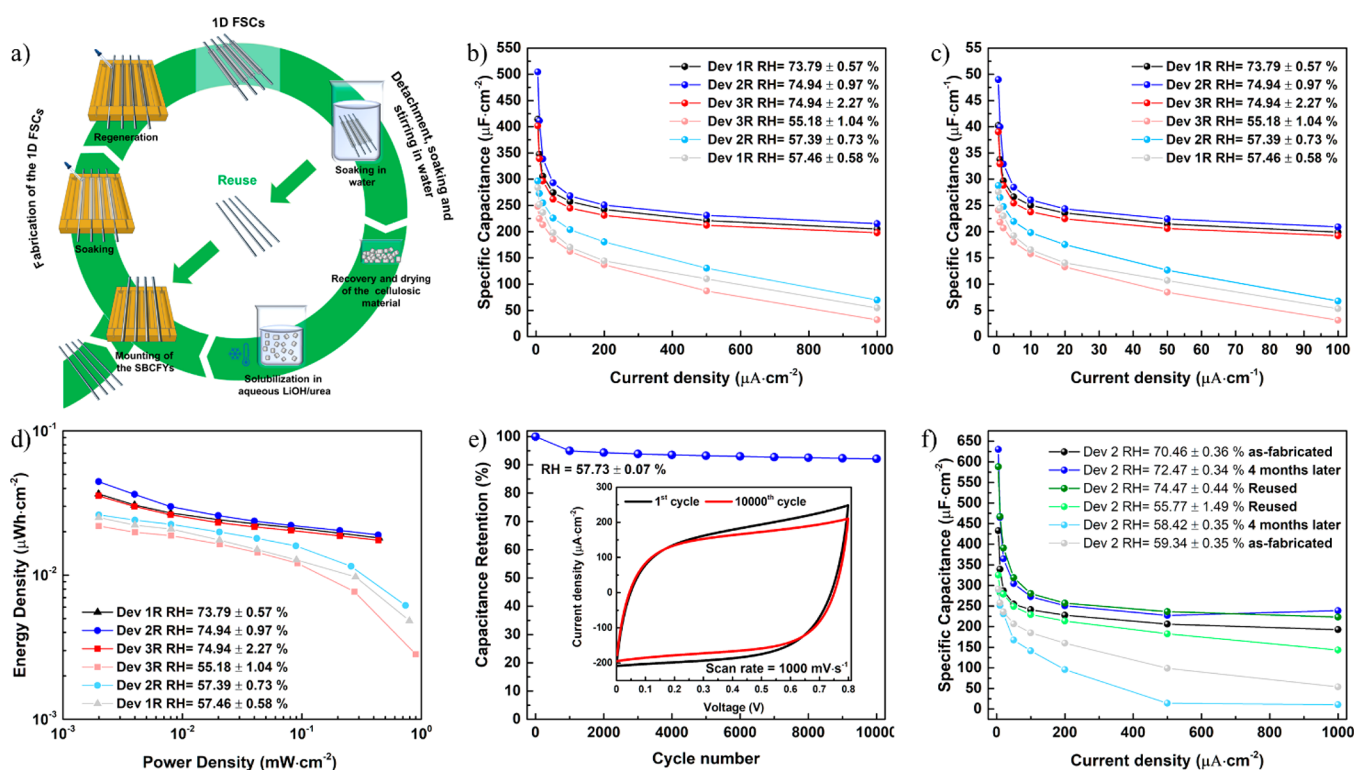 a)
1D FSCs
Regeneration
Fabrication of the 1D FSCs
Soaking
Mounting of
the SBCFYs
Reuse
Detachment, soaking and
stirring in water
Soaking in
water
Recovery and drying
of the cellulosic
material
Solubilization in
aqueous LiOH/urea
b)
Specific Capacitance (µF·cm⁻²)
550
500
450
400
350
300
250
200
150
100
50
0
Dev 1R RH= 73.79 ± 0.57 %
Dev 2R RH= 74.94 ± 0.97 %
Dev 3R RH= 74.94 ± 2.27 %
Dev 3R RH= 55.18 ± 1.04 %
Dev 2R RH= 57.39 ± 0.73 %
Dev 1R RH= 57.46 ± 0.58 %
0 200 400 600 800 1000
Current density (µA·cm⁻²)
c)
Specific Capacitance (µF·cm⁻¹)
55
50
45
40
35
30
25
20
15
10
5
0
Dev 1R RH= 73.79 ± 0.57 %
Dev 2R RH= 74.94 ± 0.97 %
Dev 3R RH= 74.94 ± 2.27 %
Dev 3R RH= 55.18 ± 1.04 %
Dev 2R RH= 57.39 ± 0.73 %
Dev 1R RH= 57.46 ± 0.58 %
0 10 20 30 40 50 60 70 80 90 100
Current density (µA·cm⁻¹)
d)
Energy Density (µWh·cm⁻²)
10⁻¹
10⁻²
10⁻³
Dev 1R RH= 73.79 ± 0.57 %
Dev 2R RH= 74.94 ± 0.97 %
Dev 3R RH= 74.94 ± 2.27 %
Dev 3R RH= 55.18 ± 1.04 %
Dev 2R RH= 57.39 ± 0.73 %
Dev 1R RH= 57.46 ± 0.58 %
10⁻³ 10⁻² 10⁻¹ 10⁰
Power Density (mW·cm⁻²)
e)
Capacitance Retention (%)
100
90
80
70
60
50
40
30
20
10
0
RH = 57.73 ± 0.07 %
1ˢᵗ cycle
10000ᵗʰ cycle
Current density (µA·cm⁻²)
300
200
100
0
-100
-200
Scan rate = 1000 mV·s⁻¹
0 0.1 0.2 0.3 0.4 0.5 0.6 0.7 0.8
Voltage (V)
0 2000 4000 6000 8000 10000
Cycle number
f)
Specific Capacitance (µF·cm⁻²)
650
600
550
500
450
400
350
300
250
200
150
100
50
0
Dev 2 RH= 70.46 ± 0.36 % as-fabricated
Dev 2 RH= 72.47 ± 0.34 % 4 months later
Dev 2 RH= 74.47 ± 0.44 % Reused
Dev 2 RH= 55.77 ± 1.49 % Reused
Dev 2 RH= 58.42 ± 0.35 % 4 months later
Dev 2 RH= 59.34 ± 0.35 % as-fabricated
0 200 400 600 800 1000
Current density (µA·cm⁻²)